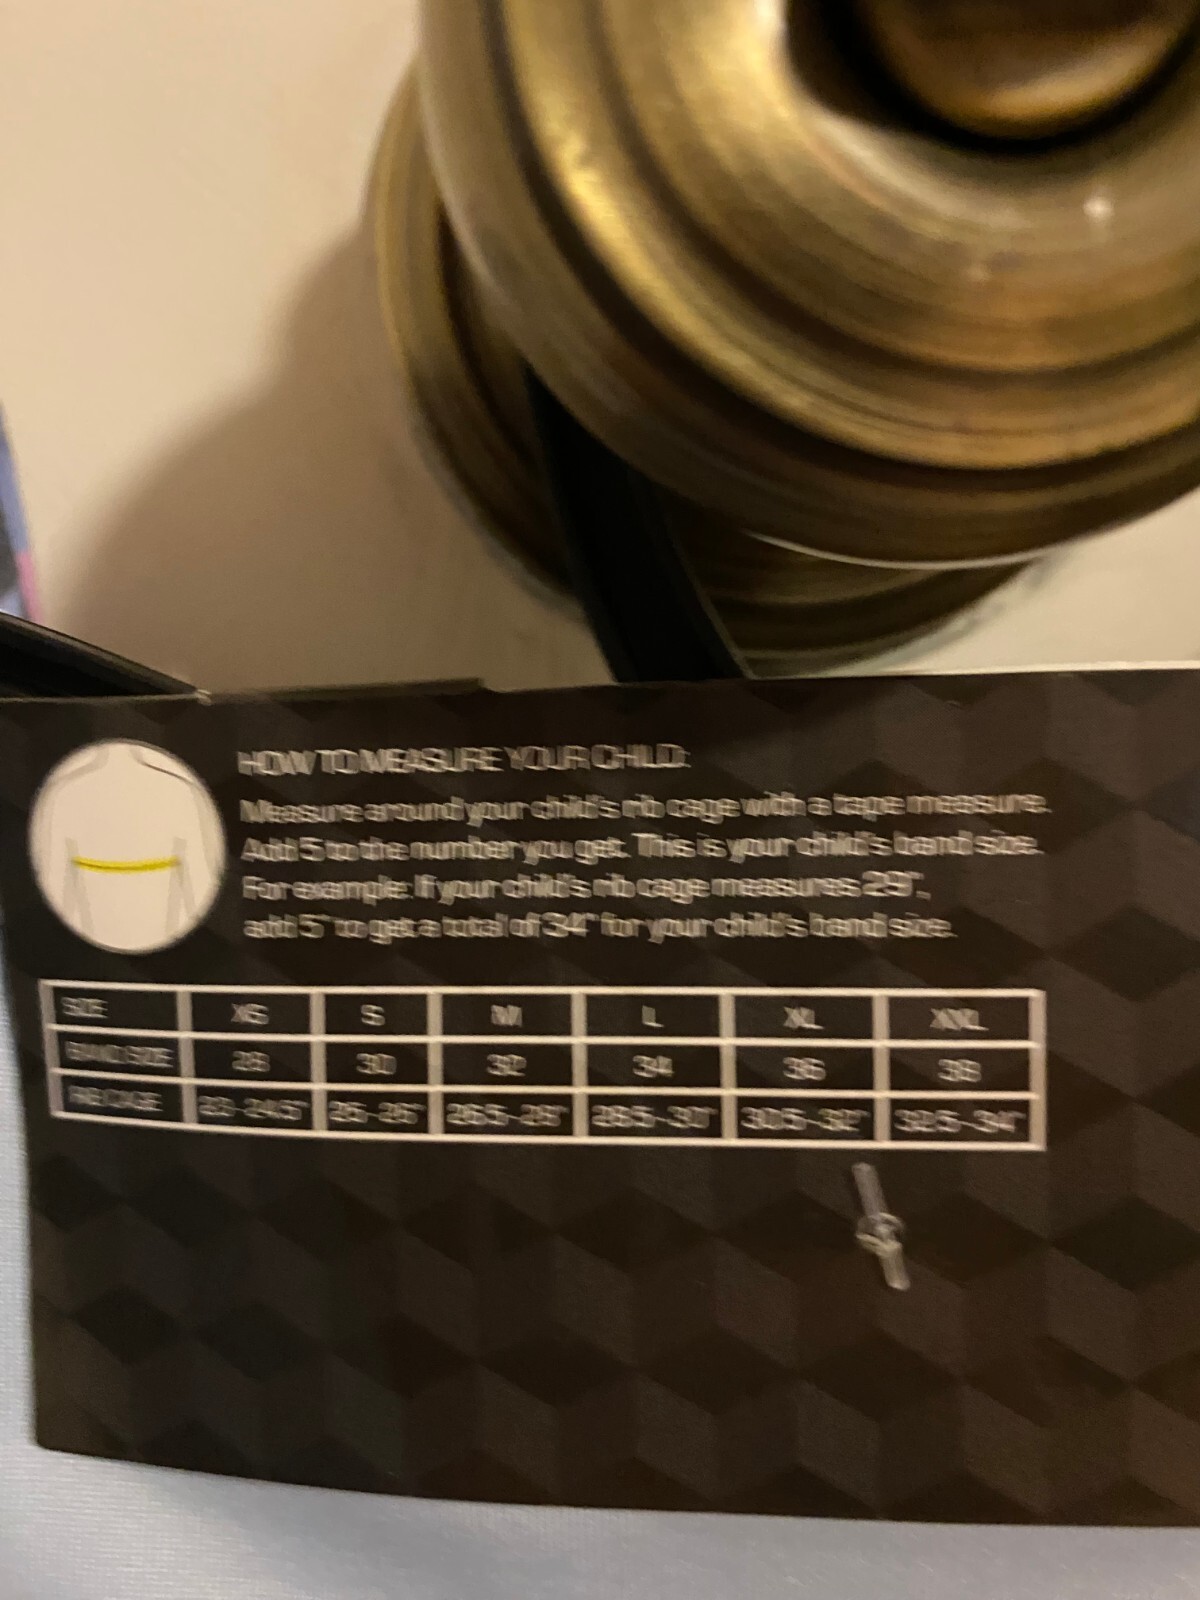 HOW TO MEASURE YOUR CHILD:
Measure around your child's rib cage with a tape measure.
Add 5 to the number you get. This is your child's band size.
For example: If your child's rib cage measures 29",
add 5" to get a total of 34" for your child's band size.
SIZE XS S M L XL XXL
BAND SIZE 28 30 32 34 36 38
RIB CAGE 23-24.5" 25-26" 26.5-28" 28.5-30" 30.5-32" 32.5-34"